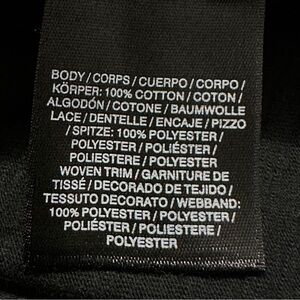 BODY / CORPS / CUERPO / CORPO /
KÖRPER: 100% COTTON / COTON /
ALGODÓN / COTONE / BAUMWOLLE
LACE / DENTELLE / ENCAJE / PIZZO
/ SPITZE: 100% POLYESTER /
POLYESTER / POLIÉSTER /
POLIESTERE / POLYESTER
WOVEN TRIM / GARNITURE DE
TISSÉ / DECORADO DE TEJIDO /
TESSUTO DECORATO / WEBBAND:
100% POLYESTER / POLYESTER /
POLIÉSTER / POLIESTERE /
POLYESTER